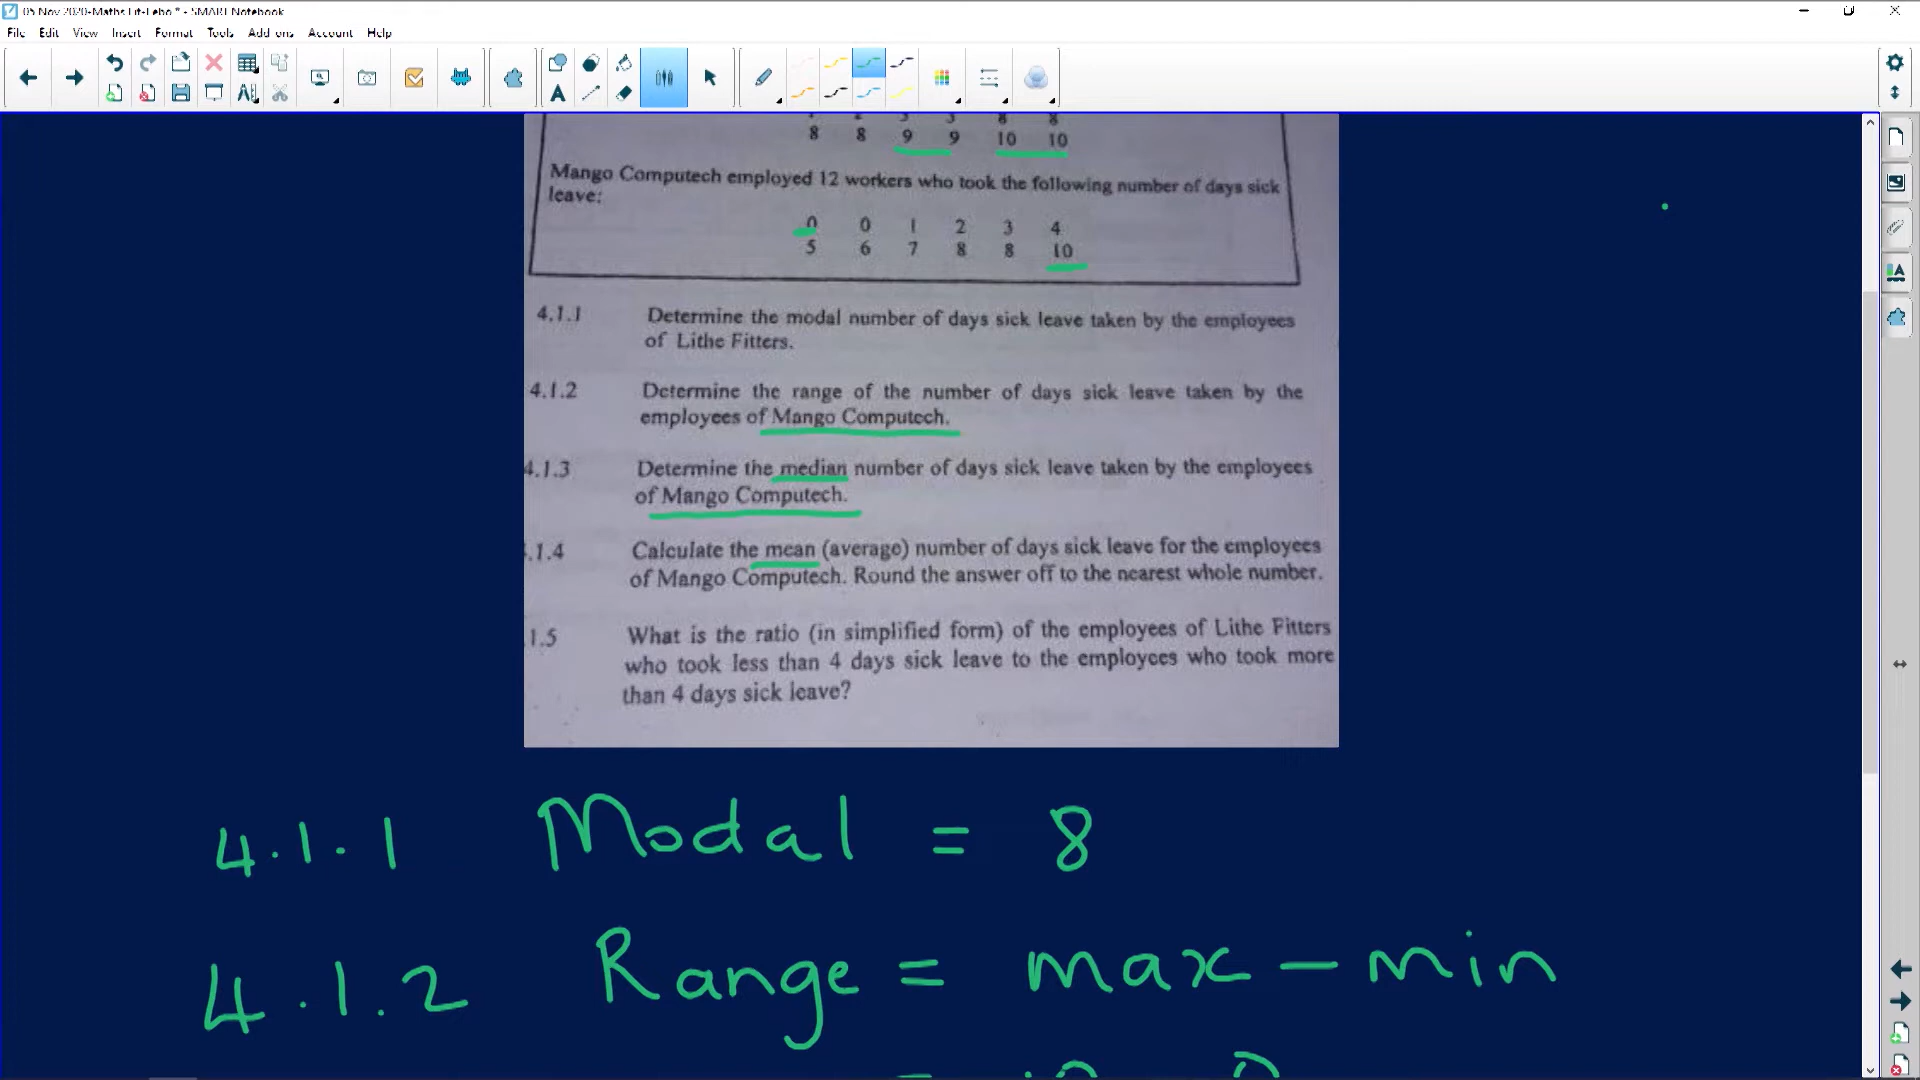 05 Nov 2020-Maths Lit-Lebo * - SMART Notebook
File Edit View Insert Format Tools Add-ons Account Help
8 8 9 9 10 10
Mango Computech employed 12 workers who took the following number of days sick
leave:
0 0 1 2 3 4
5 6 7 8 8 10
4.1.1 Determine the modal number of days sick leave taken by the employees
of Lithe Fitters.
4.1.2 Determine the range of the number of days sick leave taken by the
employees of Mango Computech.
4.1.3 Determine the median number of days sick leave taken by the employees
of Mango Computech.
.1.4 Calculate the mean (average) number of days sick leave for the employees
of Mango Computech. Round the answer off to the nearest whole number.
.1.5 What is the ratio (in simplified form) of the employees of Lithe Fitters
who took less than 4 days sick leave to the employees who took more
than 4 days sick leave?
4.1.1 Modal = 8
4.1.2 Range = max - min